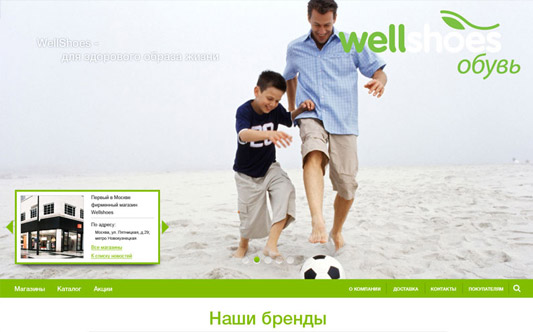 WellShoes -
для здорового образа жизни
wellshoes
обувь
Первый в Москве
фирменный магазин
Wellshoes
По адресу:
Москва, ул. Пятницкая, д.29,
метро Новокузнецкая
Все магазины
К списку новостей
Магазины Каталог Акции О КОМПАНИИ ДОСТАВКА КОНТАКТЫ ПОКУПАТЕЛЯМ
Наши бренды